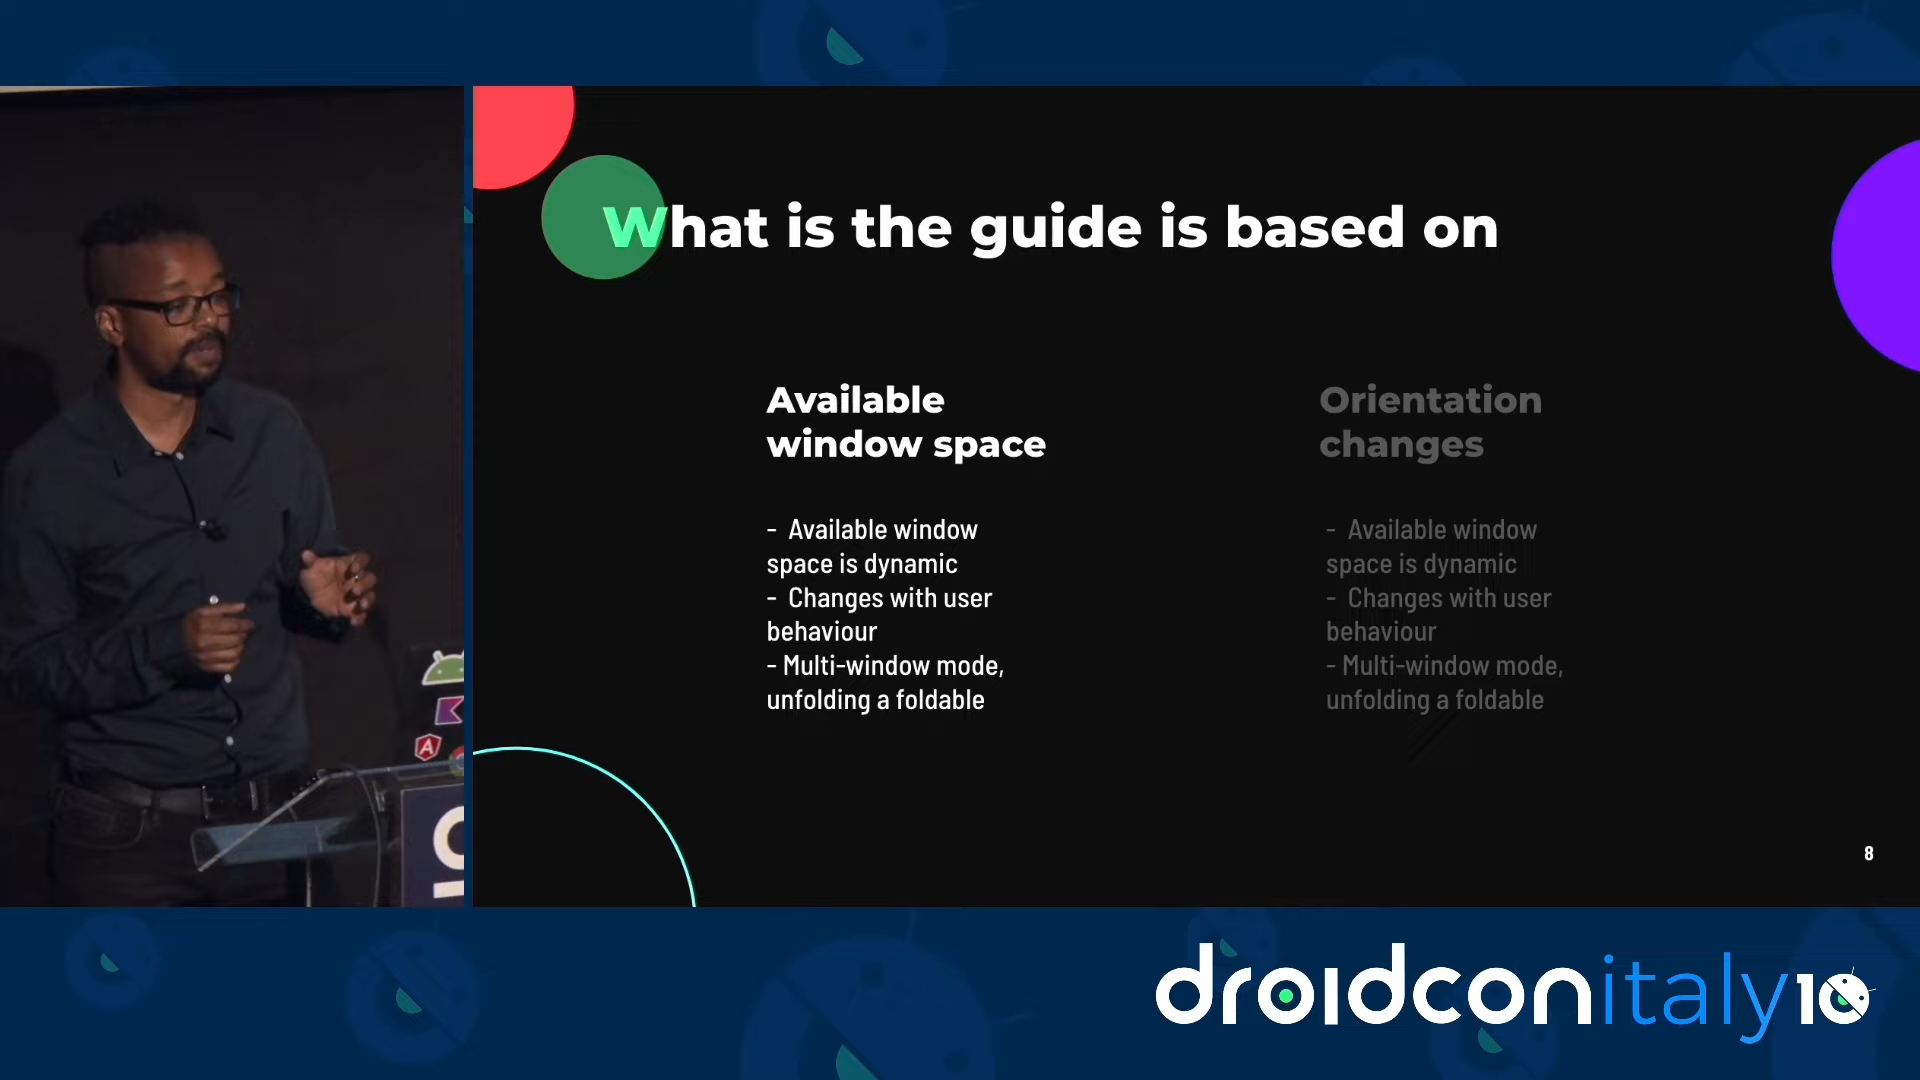 What is the guide is based on
Available
window space
- Available window
space is dynamic
- Changes with user
behaviour
- Multi-window mode,
unfolding a foldable
Orientation
changes
- Available window
space is dynamic
- Changes with user
behaviour
- Multi-window mode,
unfolding a foldable
8
droidconitaly10